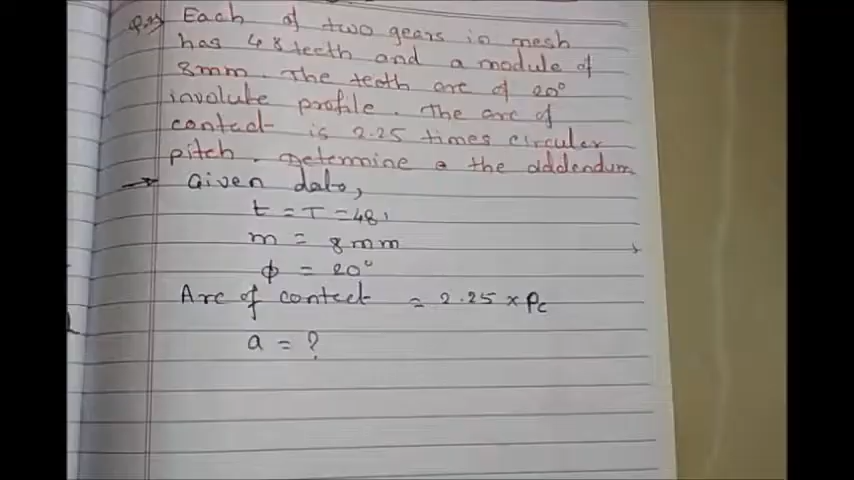 Each of two gears in mesh
has 48 teeth and a module of
8mm. The teeth are of 20°
involute profile. The arc of
contact is 2.25 times circular
pitch. Determine the addendum.
→ Given data,
t = T = 48,
m = 8mm
ϕ = 20°
Arc of contact = 2.25 × Pc
a = ?